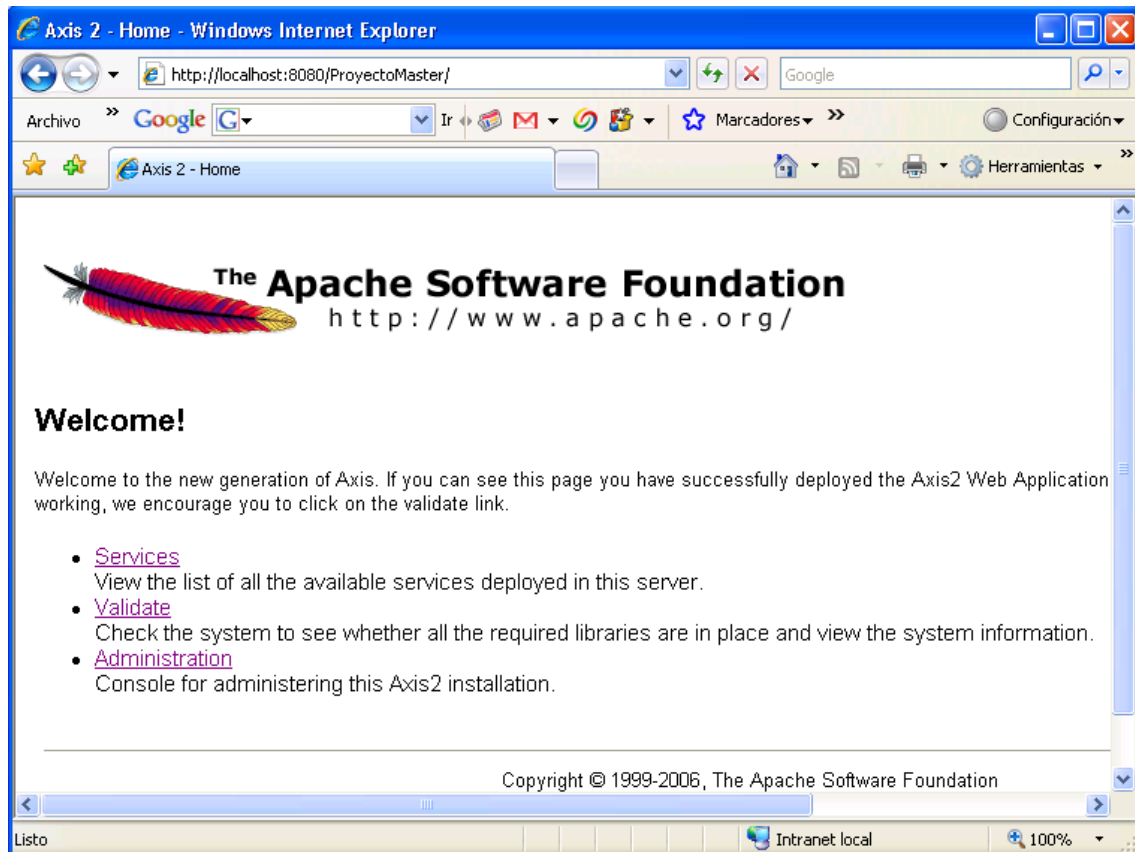 Axis 2 - Home - Windows Internet Explorer
http://localhost:8080/ProyectoMaster/
Google
Archivo » Google G Ir Marcadores » Configuración
Axis 2 - Home Herramientas »
The Apache Software Foundation
http://www.apache.org/
Welcome!
Welcome to the new generation of Axis. If you can see this page you have successfully deployed the Axis2 Web Application
working, we encourage you to click on the validate link.
• Services
View the list of all the available services deployed in this server.
• Validate
Check the system to see whether all the required libraries are in place and view the system information.
• Administration
Console for administering this Axis2 installation.
Copyright © 1999-2006, The Apache Software Foundation
Listo Intranet local 100%